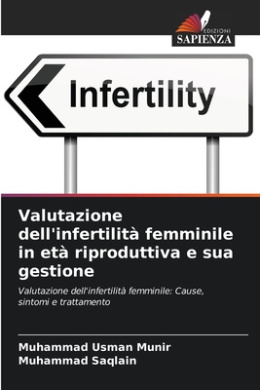 EDIZIONI
SAPIENZA
Infertility
Valutazione
dell'infertilità femminile
in età riproduttiva e sua
gestione
Valutazione dell'infertilità femminile: Cause,
sintomi e trattamento
Muhammad Usman Munir
Muhammad Saqlain